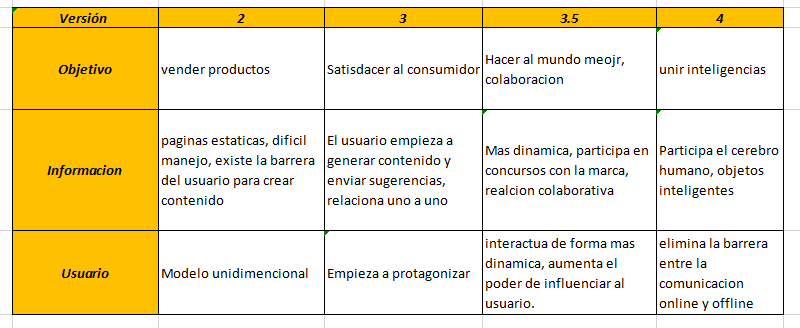 Versión 2 3 3.5 4
Objetivo
vender productos
Satisdacer al consumidor
Hacer al mundo meojr,
colaboracion
unir inteligencias
Informacion
paginas estaticas, dificil
manejo, existe la barrera
del usuario para crear
contenido
El usuario empieza a
generar contenido y
enviar sugerencias,
relaciona uno a uno
Mas dinamica, participa en
concursos con la marca,
realcion colaborativa
Participa el cerebro
humano, objetos
inteligentes
Usuario
Modelo unidimencional
Empieza a protagonizar
interactua de forma mas
dinamica, aumenta el
poder de influenciar al
usuario.
elimina la barrera
entre la
comunicacion
online y offline